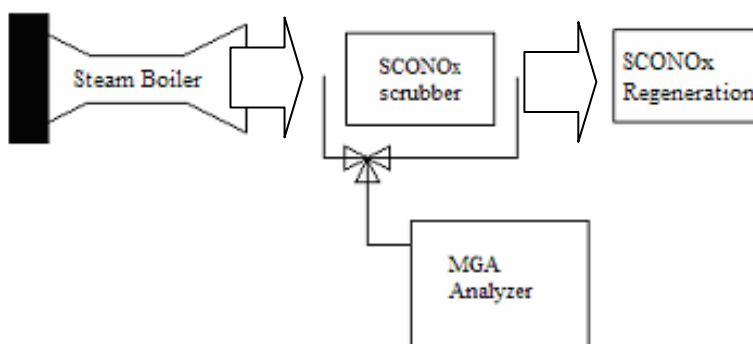 Steam Boiler
SCONOx
scrubber
SCONOx
Regeneration
MGA
Analyzer